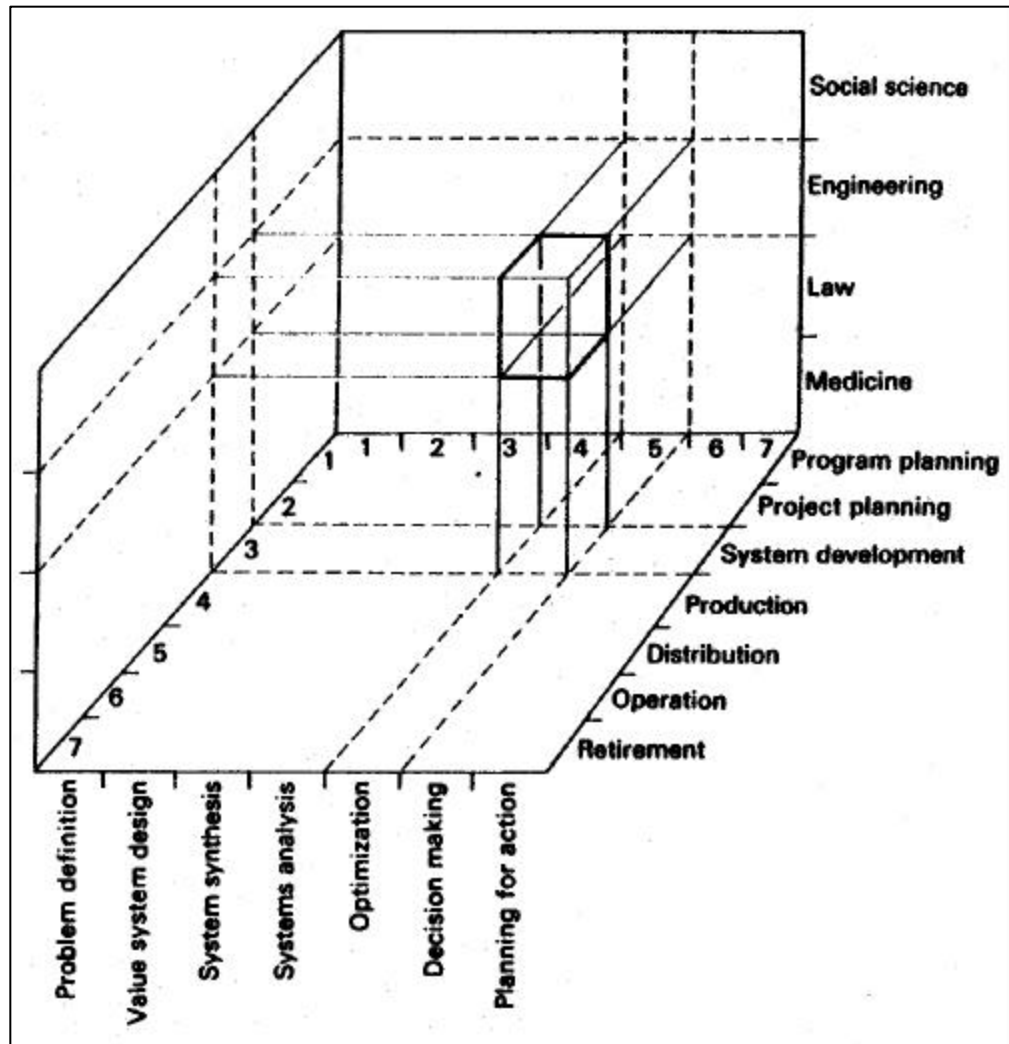 Social science
Engineering
Law
Medicine
1 1 2 3 4 5 6 7
Program planning
2
Project planning
3
System development
4
Production
5
Distribution
6
Operation
7
Retirement
Problem definition
Value system design
System synthesis
Systems analysis
Optimization
Decision making
Planning for action